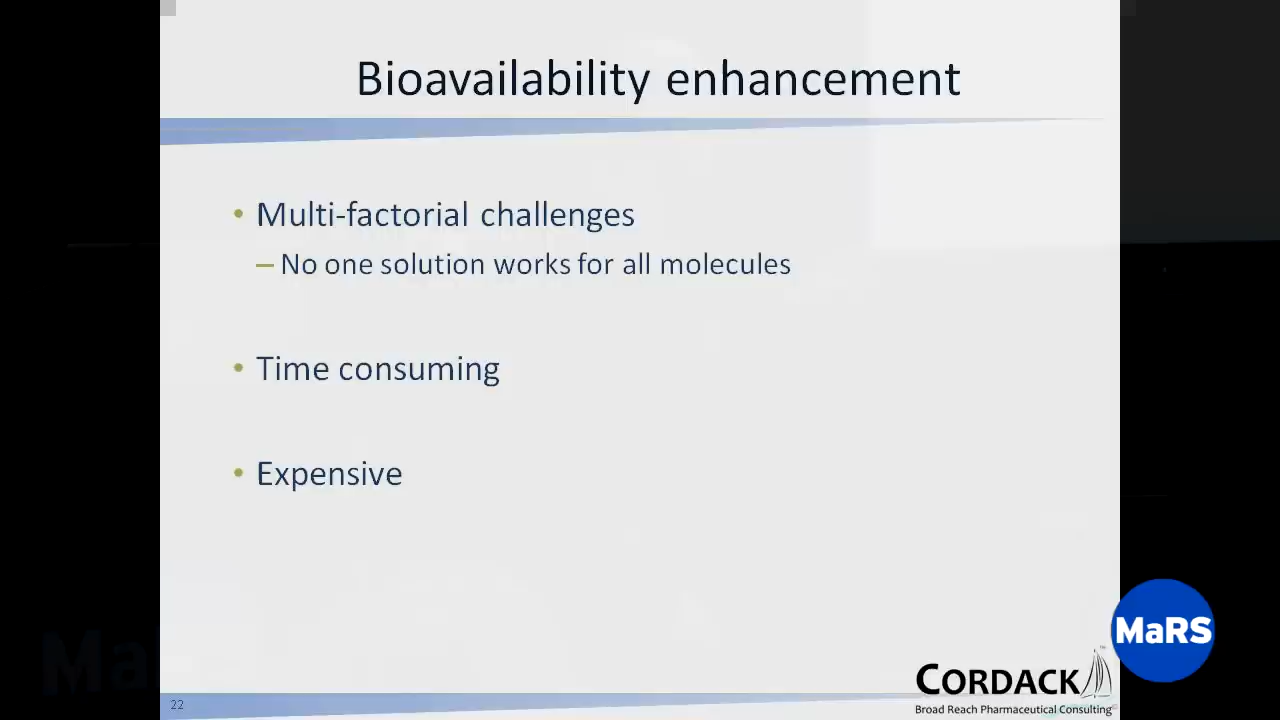 Bioavailability enhancement
• Multi-factorial challenges
– No one solution works for all molecules
• Time consuming
• Expensive
MaRS
Ma
CORDACK
Broad Reach Pharmaceutical Consulting
22